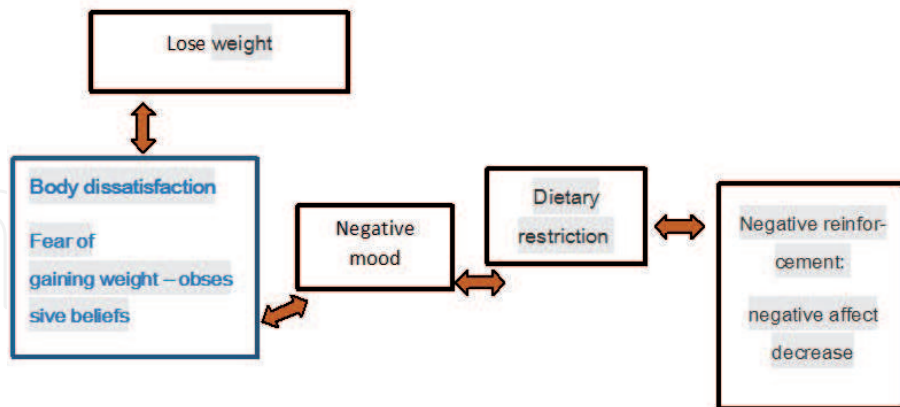 Lose weight
Body dissatisfaction
Fear of
gaining weight – obses
sive beliefs
Negative
mood
Dietary
restriction
Negative reinfor-
cement:
negative affect
decrease